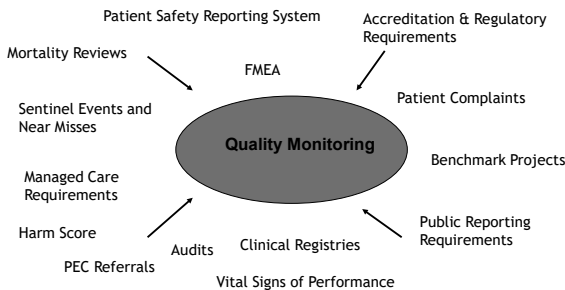 Patient Safety Reporting System
Accreditation & Regulatory
Requirements
Mortality Reviews
FMEA
Patient Complaints
Sentinel Events and
Near Misses
Quality Monitoring
Benchmark Projects
Managed Care
Requirements
Public Reporting
Requirements
Harm Score
Audits
Clinical Registries
PEC Referrals
Vital Signs of Performance